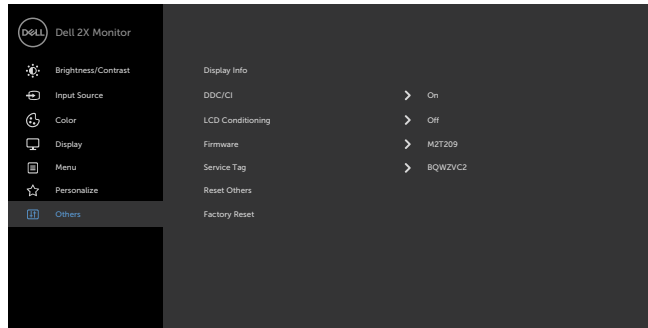 DELL Dell 2X Monitor
Brightness/Contrast Display Info
Input Source DDC/CI On
Color LCD Conditioning Off
Display Firmware M2T209
Menu Service Tag BQWZVC2
Personalize Reset Others
Others Factory Reset